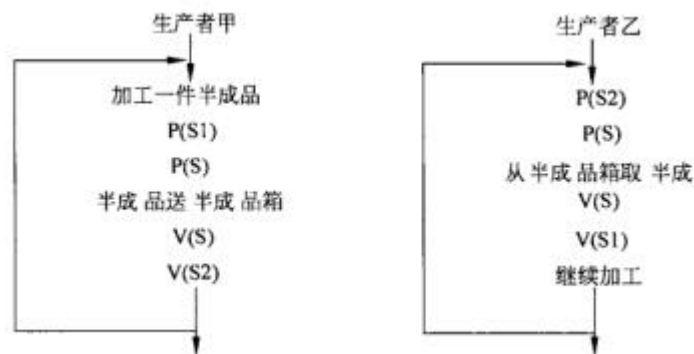 生产者甲
加工一件半成品
P(S1)
P(S)
半成 品送 半成 品箱
V(S)
V(S2)
生产者乙
P(S2)
P(S)
从 半成 品箱取 半成
V(S)
V(S1)
继续加工